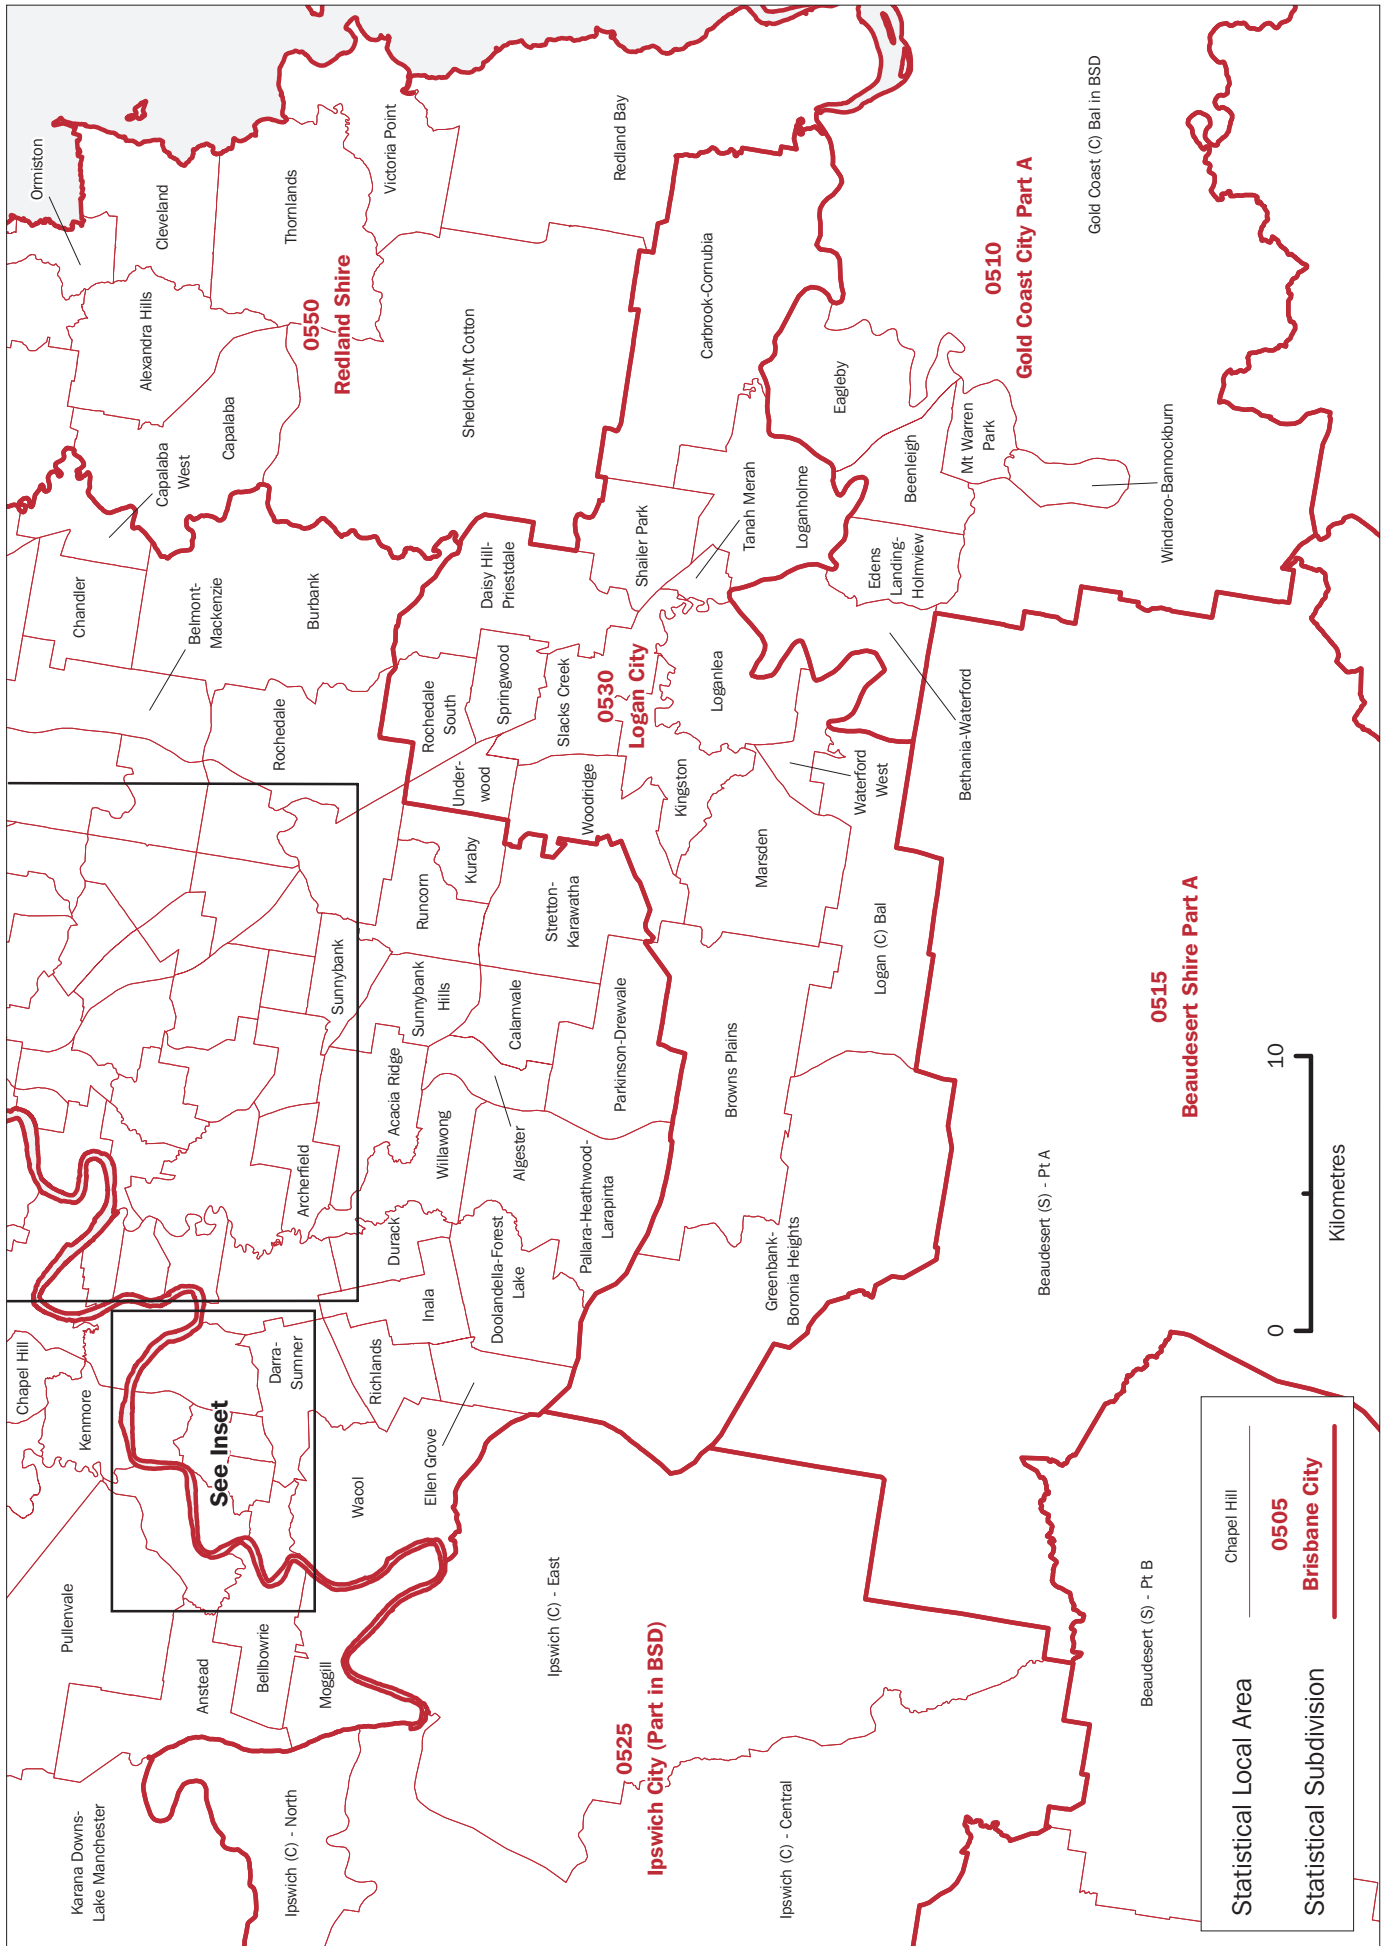 Karana Downs-
Lake Manchester
Pullenvale
Kenmore
Chapel Hill
Anstead
Bellbowrie
Moggill
See Inset
Darra-
Sumner
Wacol
Richlands
Ellen Grove
Inala
Durack
Doolandella-Forest
Lake
Pallara-Heathwood-
Larapinta
Archerfield
Acacia Ridge
Willawong
Algester
Sunnybank
Sunnybank
Hills
Calamvale
Parkinson-Drewvale
Runcorn
Kuraby
Stretton-
Karawatha
Rochedale
Belmont-
Mackenzie
Burbank
Chandler
Capalaba
West
Capalaba
Alexandra Hills
Ormiston
Cleveland
Thornlands
0550
Redland Shire
Victoria Point
Redland Bay
Sheldon-Mt Cotton
Rochedale
South
Under-
wood
Springwood
Daisy Hill-
Priestdale
Slacks Creek
Woodridge
0530
Logan City
Shailer Park
Tanah Merah
Loganholme
Carbrook-Cornubia
Kingston
Loganlea
Marsden
Waterford
West
Browns Plains
Logan (C) Bal
Greenbank-
Boronia Heights
Eagleby
Beenleigh
Edens
Landing-
Holmview
Mt Warren
Park
Bethania-Waterford
Windaroo-Bannockburn
0510
Gold Coast City Part A
Gold Coast (C) Bal in BSD
Ipswich (C) - North
Ipswich (C) - East
0525
Ipswich City (Part in BSD)
Ipswich (C) - Central
Beaudesert (S) - Pt A
0515
Beaudesert Shire Part A
Beaudesert (S) - Pt B
0
10
Kilometres
Statistical Local Area
Chapel Hill
Statistical Subdivision
0505
Brisbane City